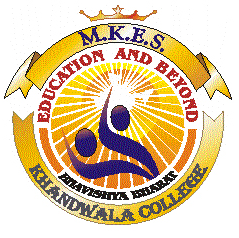 M.K.E.S.
EDUCATION AND BEYOND
BHAVISHYA BHARAT
KHANDWALA COLLEGE